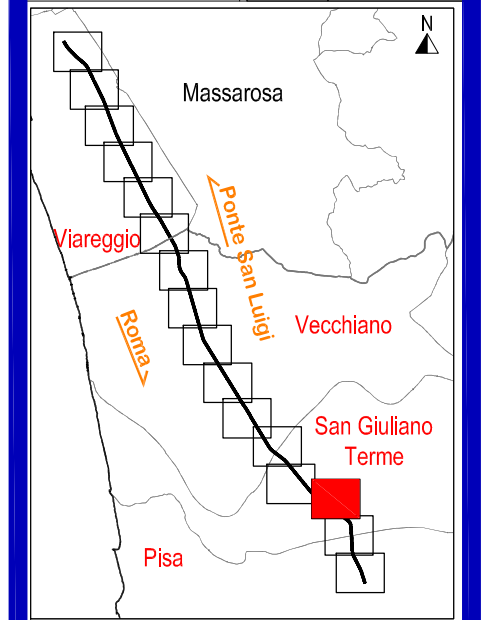 N
Massarosa
Ponte San Luigi
Viareggio
Roma
Vecchiano
San Giuliano
Terme
Pisa